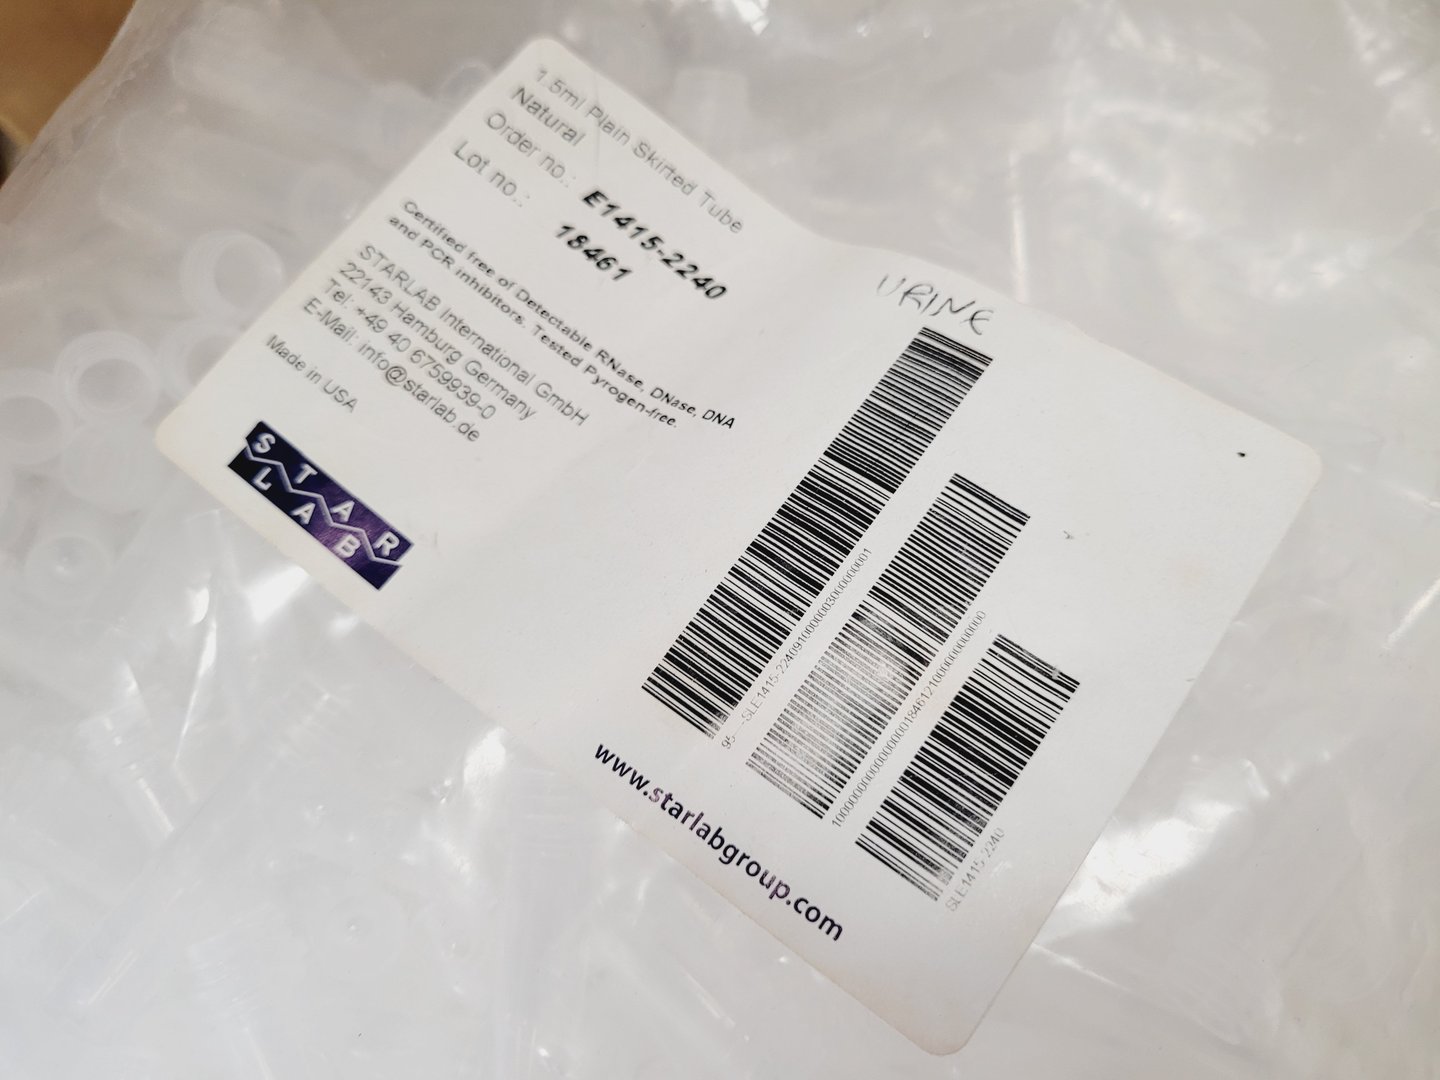 1.5ml Plain Skirted Tube
Natural
Order no.: E1415-2240
Lot no.: 18461
Certified free of Detectable RNase, DNase, DNA
and PCR inhibitors. Tested Pyrogen-free.
STARLAB International GmbH
22143 Hamburg Germany
Tel: +49 40 6759939-0
E-Mail: info@starlab.de
Made in USA
STAR
LAB
URINE
SLE1415-2240
www.starlabgroup.com